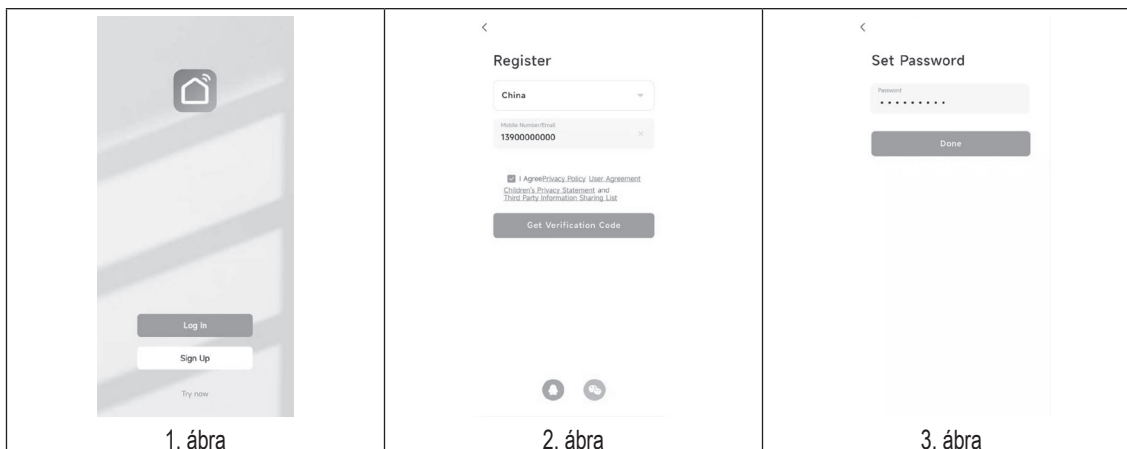 Log In
Sign Up
Try now
1. ábra
Register
China
Mobile Number/Email
13900000000
I AgreePrivacy Policy User Agreement
Children's Privacy Statement and
Third Party Information Sharing List
Get Verification Code
2. ábra
Set Password
Password
Done
3. ábra